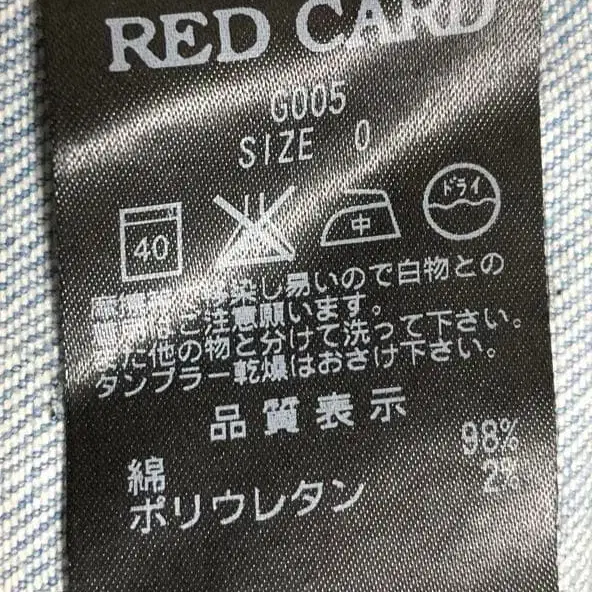 RED CARD
G005
SIZE 0
40 中 ドライ
し易いので白物との
はご注意願います。
た他の物と分けて洗って下さい。
タンブラー乾燥はおさけ下さい。
品質表示
綿 98%
ポリウレタン 2%